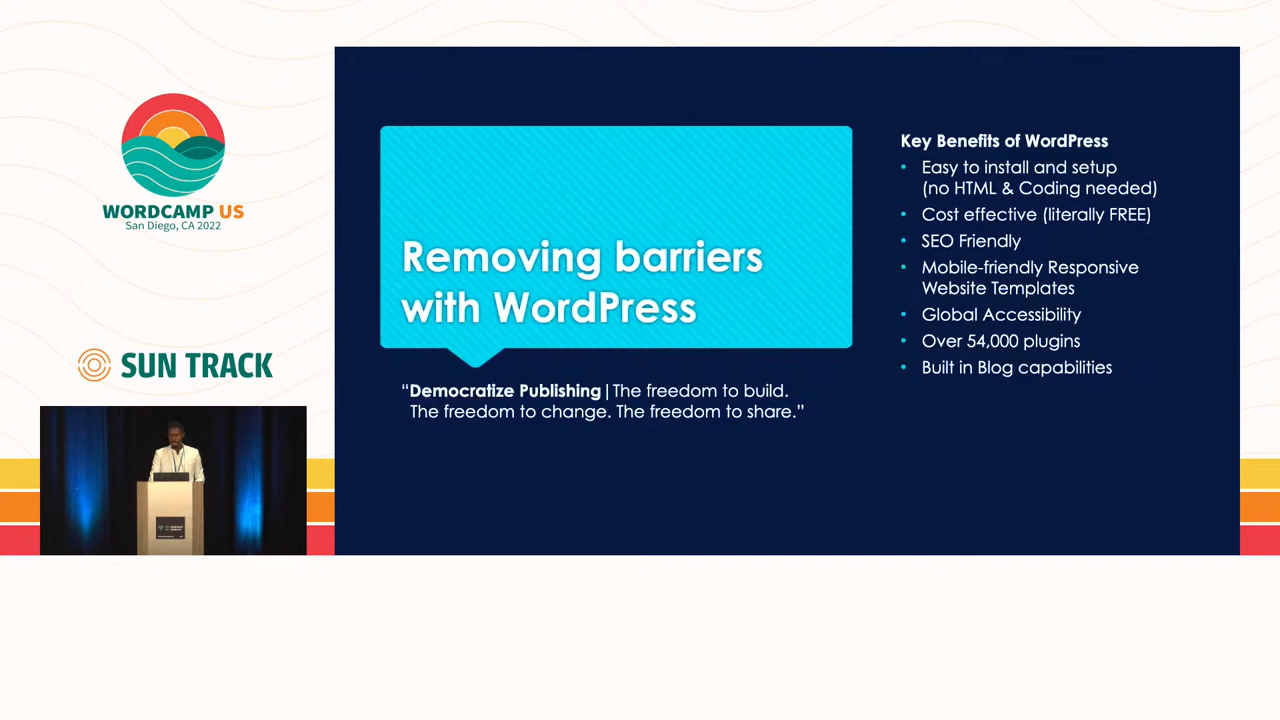 WORDCAMP US
San Diego, CA 2022
SUN TRACK
Removing barriers
with WordPress
“Democratize Publishing|The freedom to build.
The freedom to change. The freedom to share.”
Key Benefits of WordPress
• Easy to install and setup
(no HTML & Coding needed)
• Cost effective (literally FREE)
• SEO Friendly
• Mobile-friendly Responsive
Website Templates
• Global Accessibility
• Over 54,000 plugins
• Built in Blog capabilities